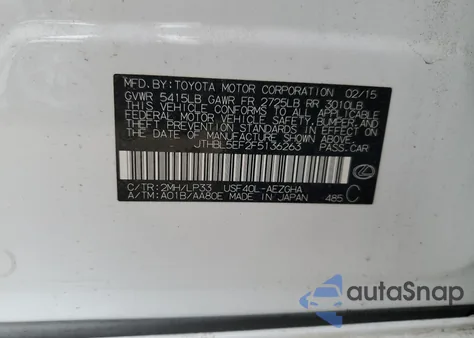 MFD.BY: TOYOTA MOTOR CORPORATION 02/15
GVWR 5415LB GAWR FR 2725LB RR 3010LB
THIS VEHICLE CONFORMS TO ALL APPLICABLE
FEDERAL MOTOR VEHICLE SAFETY, BUMPER, AND
THEFT PREVENTION STANDARDS IN EFFECT ON
THE DATE OF MANUFACTURE SHOWN ABOVE.
JTHBL5EF2F5136263 PASS.CAR
C/TR: 2MH/LP33 USF40L-AEZGHA C
A/TM: A01B/AA80E MADE IN JAPAN 485
autoSnap